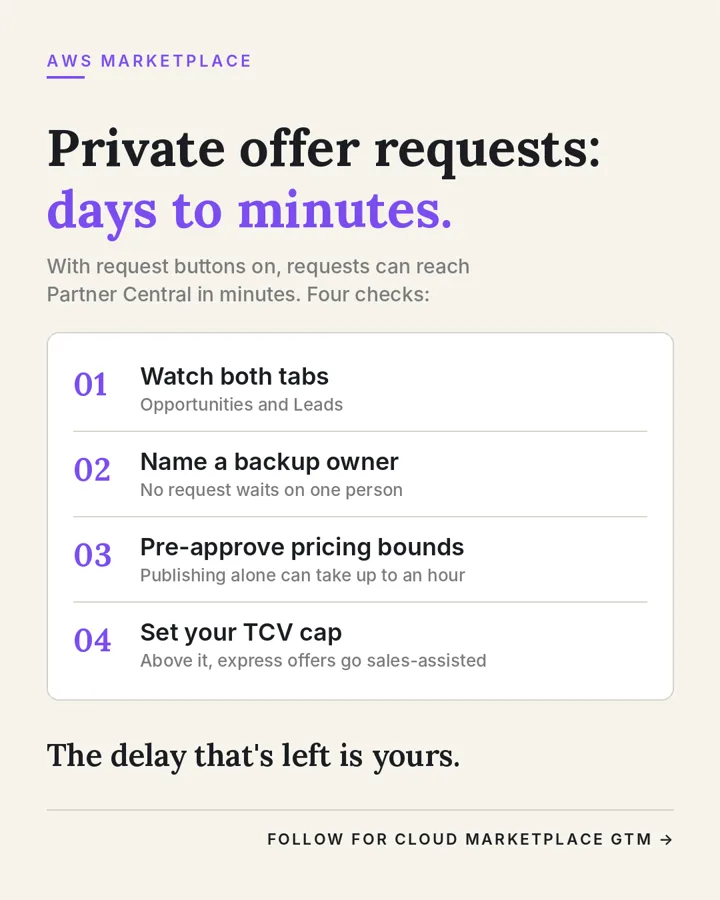 AWS MARKETPLACE
Private offer requests:
days to minutes.
With request buttons on, requests can reach
Partner Central in minutes. Four checks:
01
Watch both tabs
Opportunities and Leads
02
Name a backup owner
No request waits on one person
03
Pre-approve pricing bounds
Publishing alone can take up to an hour
04
Set your TCV cap
Above it, express offers go sales-assisted
The delay that's left is yours.
FOLLOW FOR CLOUD MARKETPLACE GTM →